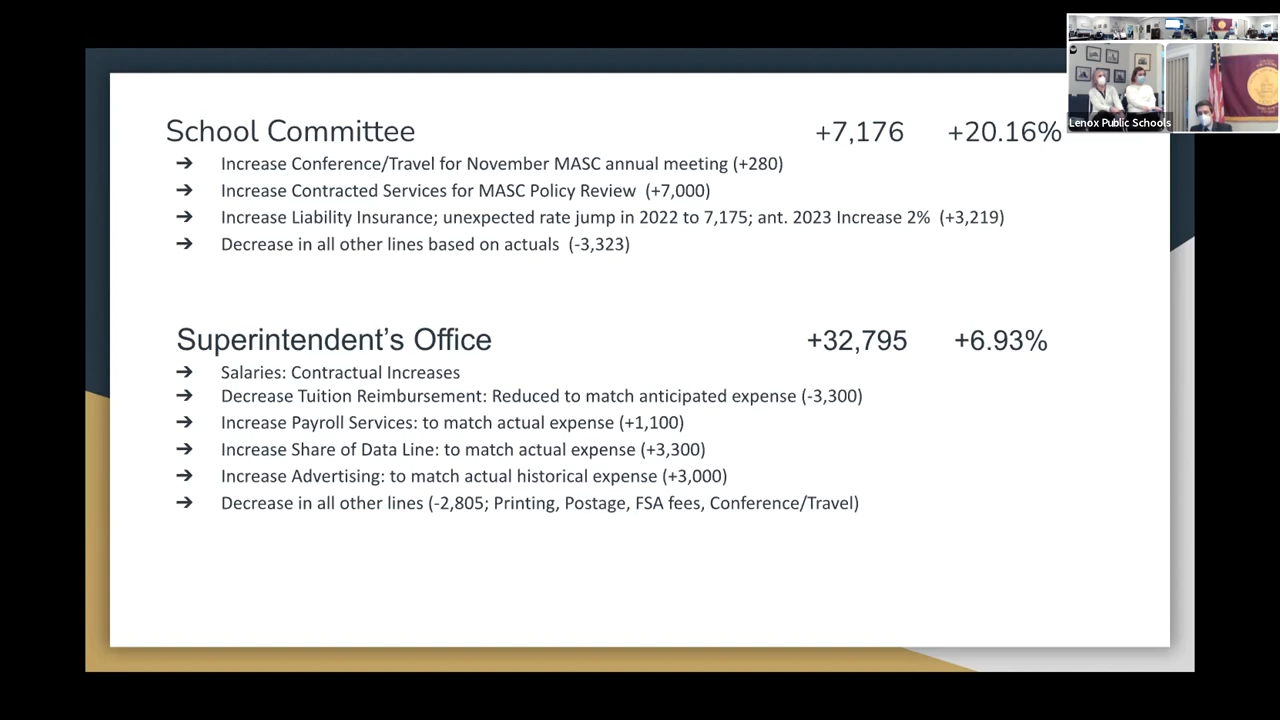 School Committee +7,176 +20.16%
➔ Increase Conference/Travel for November MASC annual meeting (+280)
➔ Increase Contracted Services for MASC Policy Review (+7,000)
➔ Increase Liability Insurance; unexpected rate jump in 2022 to 7,175; ant. 2023 Increase 2% (+3,219)
➔ Decrease in all other lines based on actuals (-3,323)
Superintendent’s Office +32,795 +6.93%
➔ Salaries: Contractual Increases
➔ Decrease Tuition Reimbursement: Reduced to match anticipated expense (-3,300)
➔ Increase Payroll Services: to match actual expense (+1,100)
➔ Increase Share of Data Line: to match actual expense (+3,300)
➔ Increase Advertising: to match actual historical expense (+3,000)
➔ Decrease in all other lines (-2,805; Printing, Postage, FSA fees, Conference/Travel)
Lenox Public Schools